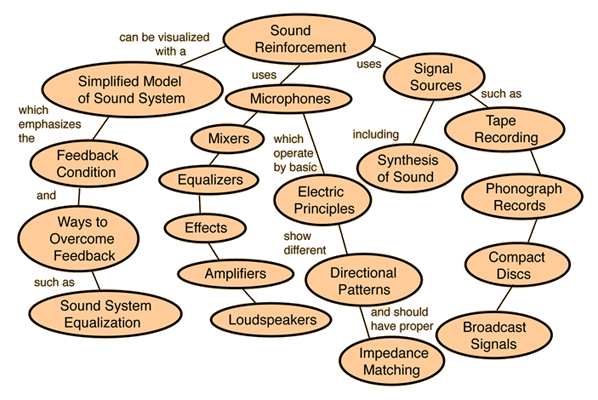 Sound
Reinforcement
can be visualized
with a
uses
uses
Simplified Model
of Sound System
Microphones
Signal
Sources
such as
which
emphasizes
the
Mixers
which
operate
by basic
including
Tape
Recording
Feedback
Condition
Equalizers
Synthesis
of Sound
and
Electric
Principles
Phonograph
Records
Ways to
Overcome
Feedback
Effects
show
different
such as
Amplifiers
Directional
Patterns
Compact
Discs
Sound System
Equalization
Loudspeakers
and should
have proper
Broadcast
Signals
Impedance
Matching